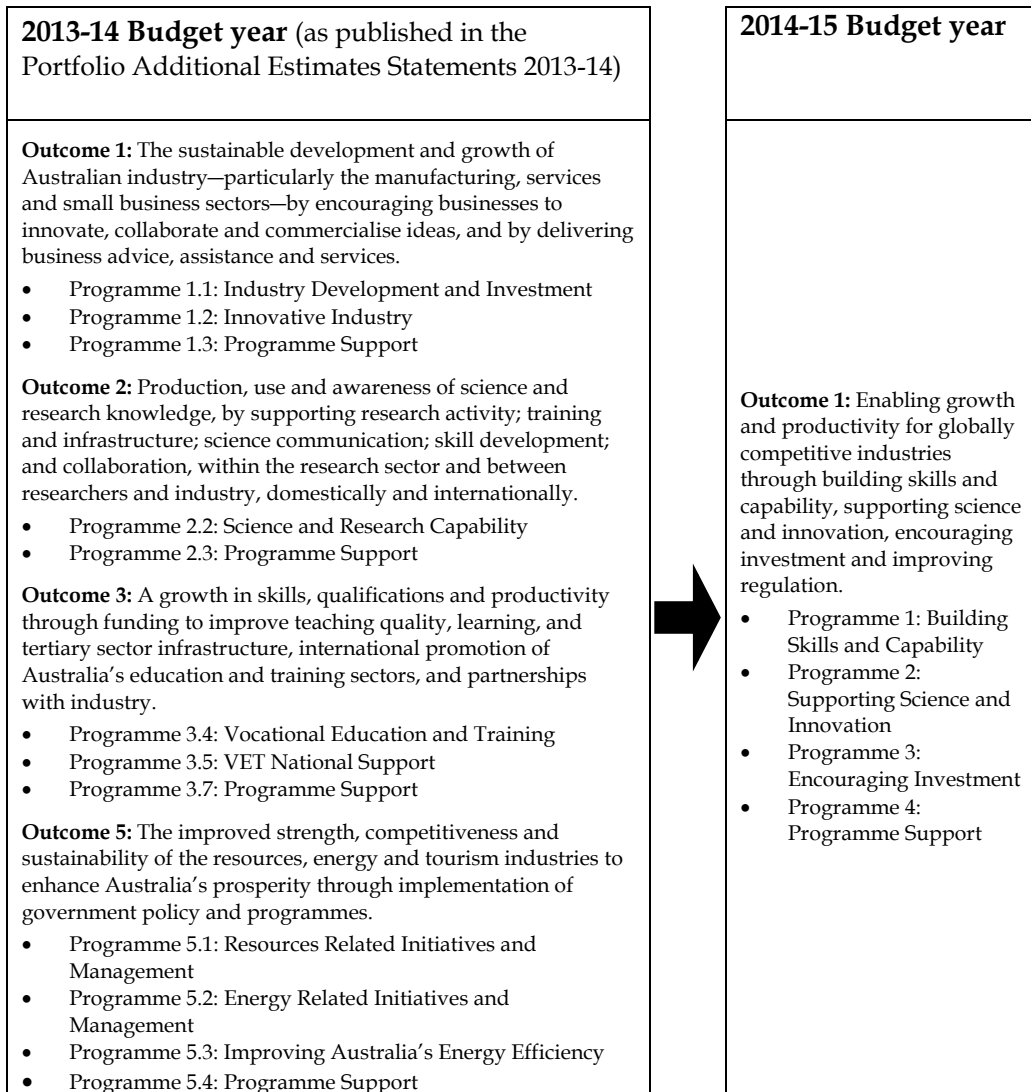 2013-14 Budget year (as published in the
Portfolio Additional Estimates Statements 2013-14)
Outcome 1: The sustainable development and growth of
Australian industry—particularly the manufacturing, services
and small business sectors—by encouraging businesses to
innovate, collaborate and commercialise ideas, and by delivering
business advice, assistance and services.
• Programme 1.1: Industry Development and Investment
• Programme 1.2: Innovative Industry
• Programme 1.3: Programme Support
Outcome 2: Production, use and awareness of science and
research knowledge, by supporting research activity; training
and infrastructure; science communication; skill development;
and collaboration, within the research sector and between
researchers and industry, domestically and internationally.
• Programme 2.2: Science and Research Capability
• Programme 2.3: Programme Support
Outcome 3: A growth in skills, qualifications and productivity
through funding to improve teaching quality, learning, and
tertiary sector infrastructure, international promotion of
Australia's education and training sectors, and partnerships
with industry.
• Programme 3.4: Vocational Education and Training
• Programme 3.5: VET National Support
• Programme 3.7: Programme Support
Outcome 5: The improved strength, competitiveness and
sustainability of the resources, energy and tourism industries to
enhance Australia's prosperity through implementation of
government policy and programmes.
• Programme 5.1: Resources Related Initiatives and
Management
• Programme 5.2: Energy Related Initiatives and
Management
• Programme 5.3: Improving Australia's Energy Efficiency
• Programme 5.4: Programme Support
2014-15 Budget year
Outcome 1: Enabling growth
and productivity for globally
competitive industries
through building skills and
capability, supporting science
and innovation, encouraging
investment and improving
regulation.
• Programme 1: Building
Skills and Capability
• Programme 2:
Supporting Science and
Innovation
• Programme 3:
Encouraging Investment
• Programme 4:
Programme Support